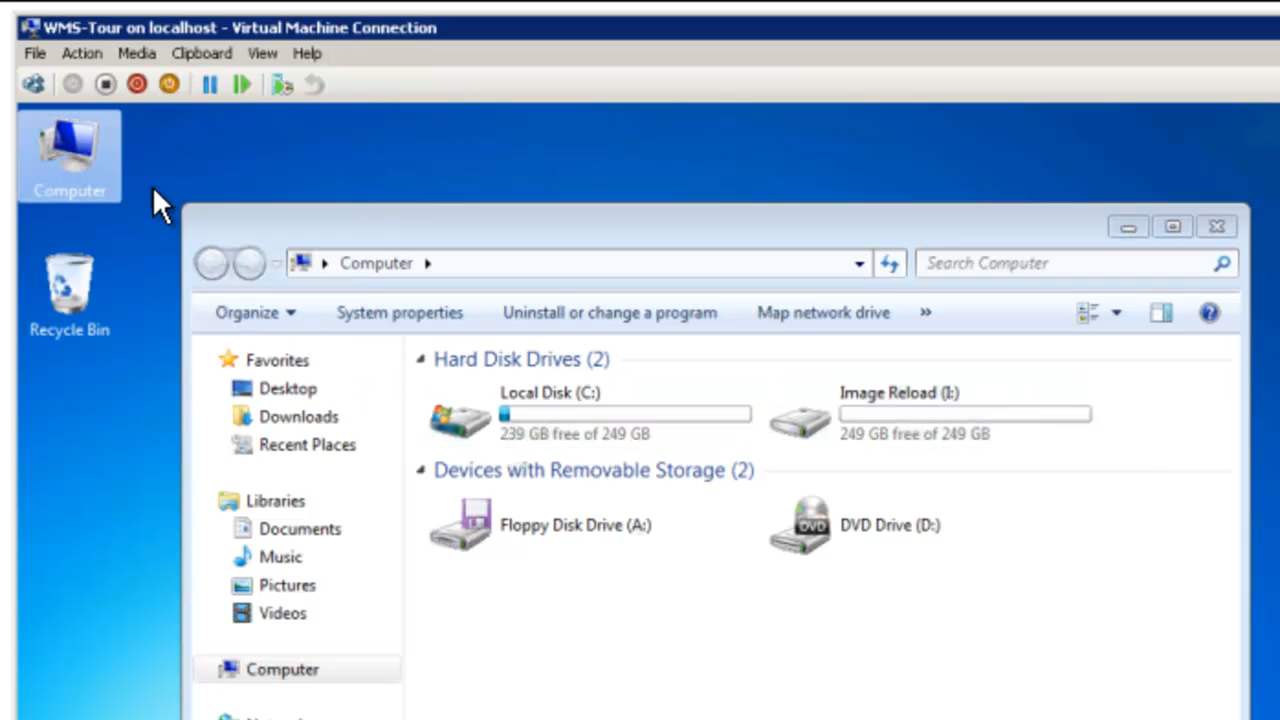 WMS-Tour on localhost - Virtual Machine Connection
File Action Media Clipboard View Help
Computer
Recycle Bin
Computer
Search Computer
Organize System properties Uninstall or change a program Map network drive »
Favorites
Desktop
Downloads
Recent Places
Libraries
Documents
Music
Pictures
Videos
Computer
Hard Disk Drives (2)
Local Disk (C:)
239 GB free of 249 GB
Image Reload (I:)
249 GB free of 249 GB
Devices with Removable Storage (2)
Floppy Disk Drive (A:)
DVD
DVD Drive (D:)